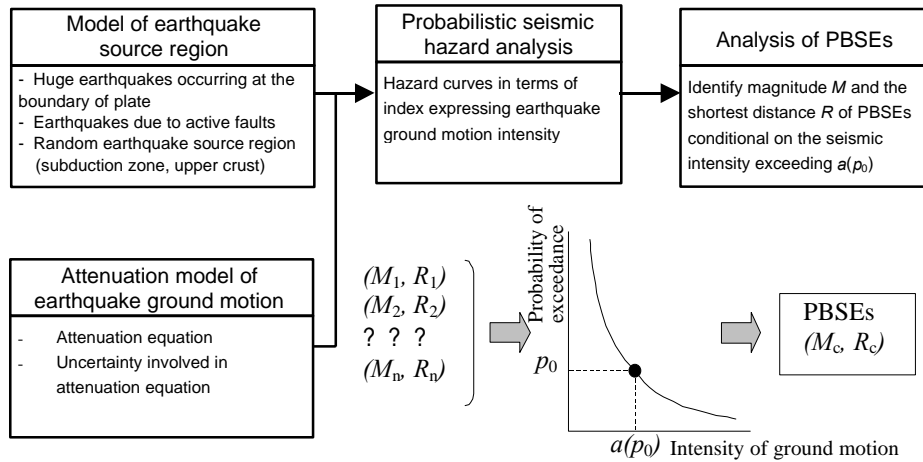 Model of earthquake
source region
- Huge earthquakes occurring at the
boundary of plate
- Earthquakes due to active faults
- Random earthquake source region
(subduction zone, upper crust)
Probabilistic seismic
hazard analysis
Hazard curves in terms of
index expressing earthquake
ground motion intensity
Analysis of PBSEs
Identify magnitude M and the
shortest distance R of PBSEs
conditional on the seismic
intensity exceeding a(p₀)
Attenuation model of
earthquake ground motion
- Attenuation equation
- Uncertainty involved in
attenuation equation
(M₁, R₁)
(M₂, R₂)
? ? ?
(Mₙ, Rₙ)
Probability of
exceedance
p₀
a(p₀)
Intensity of ground motion
PBSEs
(M_c, R_c)